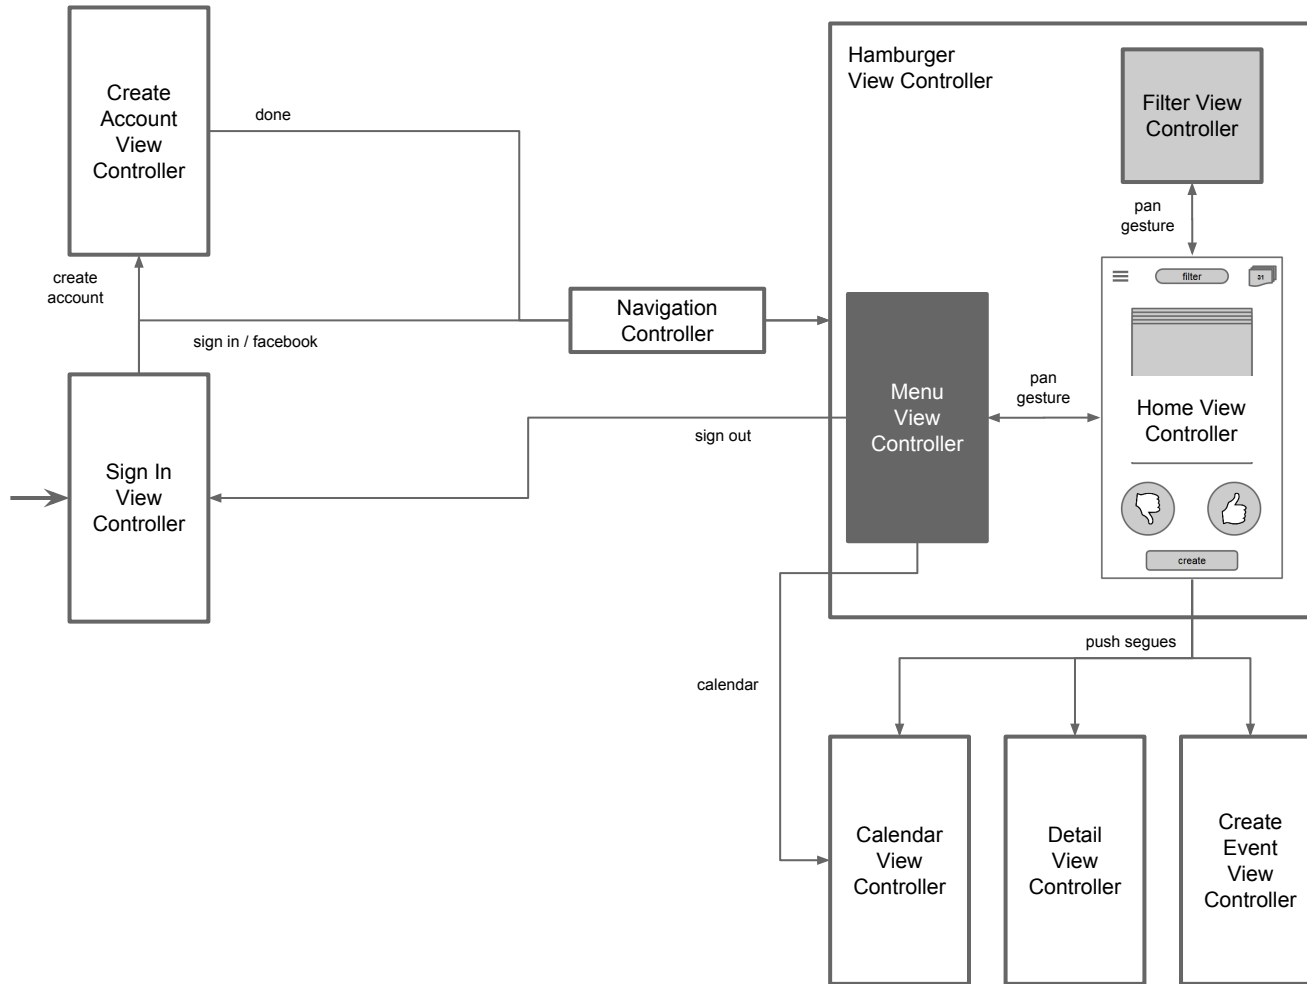 Create
Account
View
Controller
done
create
account
sign in / facebook
Navigation
Controller
Sign In
View
Controller
sign out
Hamburger
View Controller
Filter View
Controller
pan
gesture
filter
31
Menu
View
Controller
pan
gesture
Home View
Controller
create
push segues
calendar
Calendar
View
Controller
Detail
View
Controller
Create
Event
View
Controller